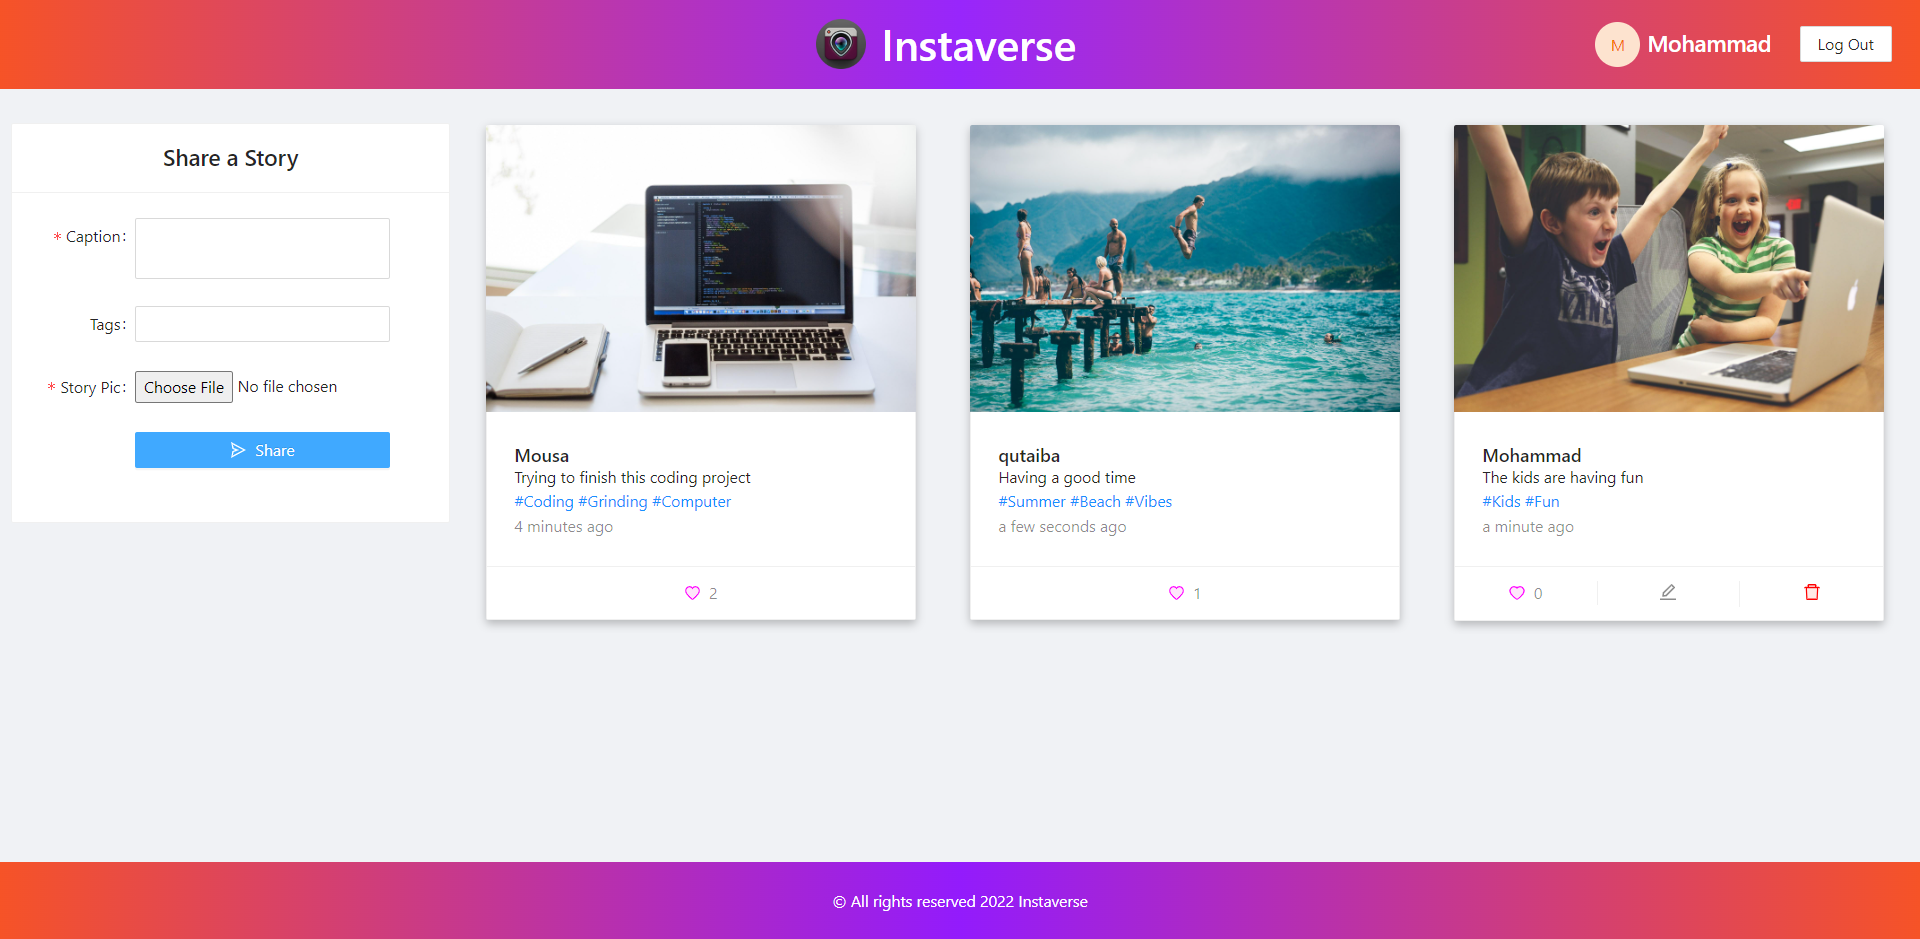 Instaverse
M Mohammad
Log Out
Share a Story
* Caption:
Tags:
* Story Pic: Choose File No file chosen
Share
Mousa
Trying to finish this coding project
#Coding #Grinding #Computer
4 minutes ago
2
qutaiba
Having a good time
#Summer #Beach #Vibes
a few seconds ago
1
Mohammad
The kids are having fun
#Kids #Fun
a minute ago
0
© All rights reserved 2022 Instaverse